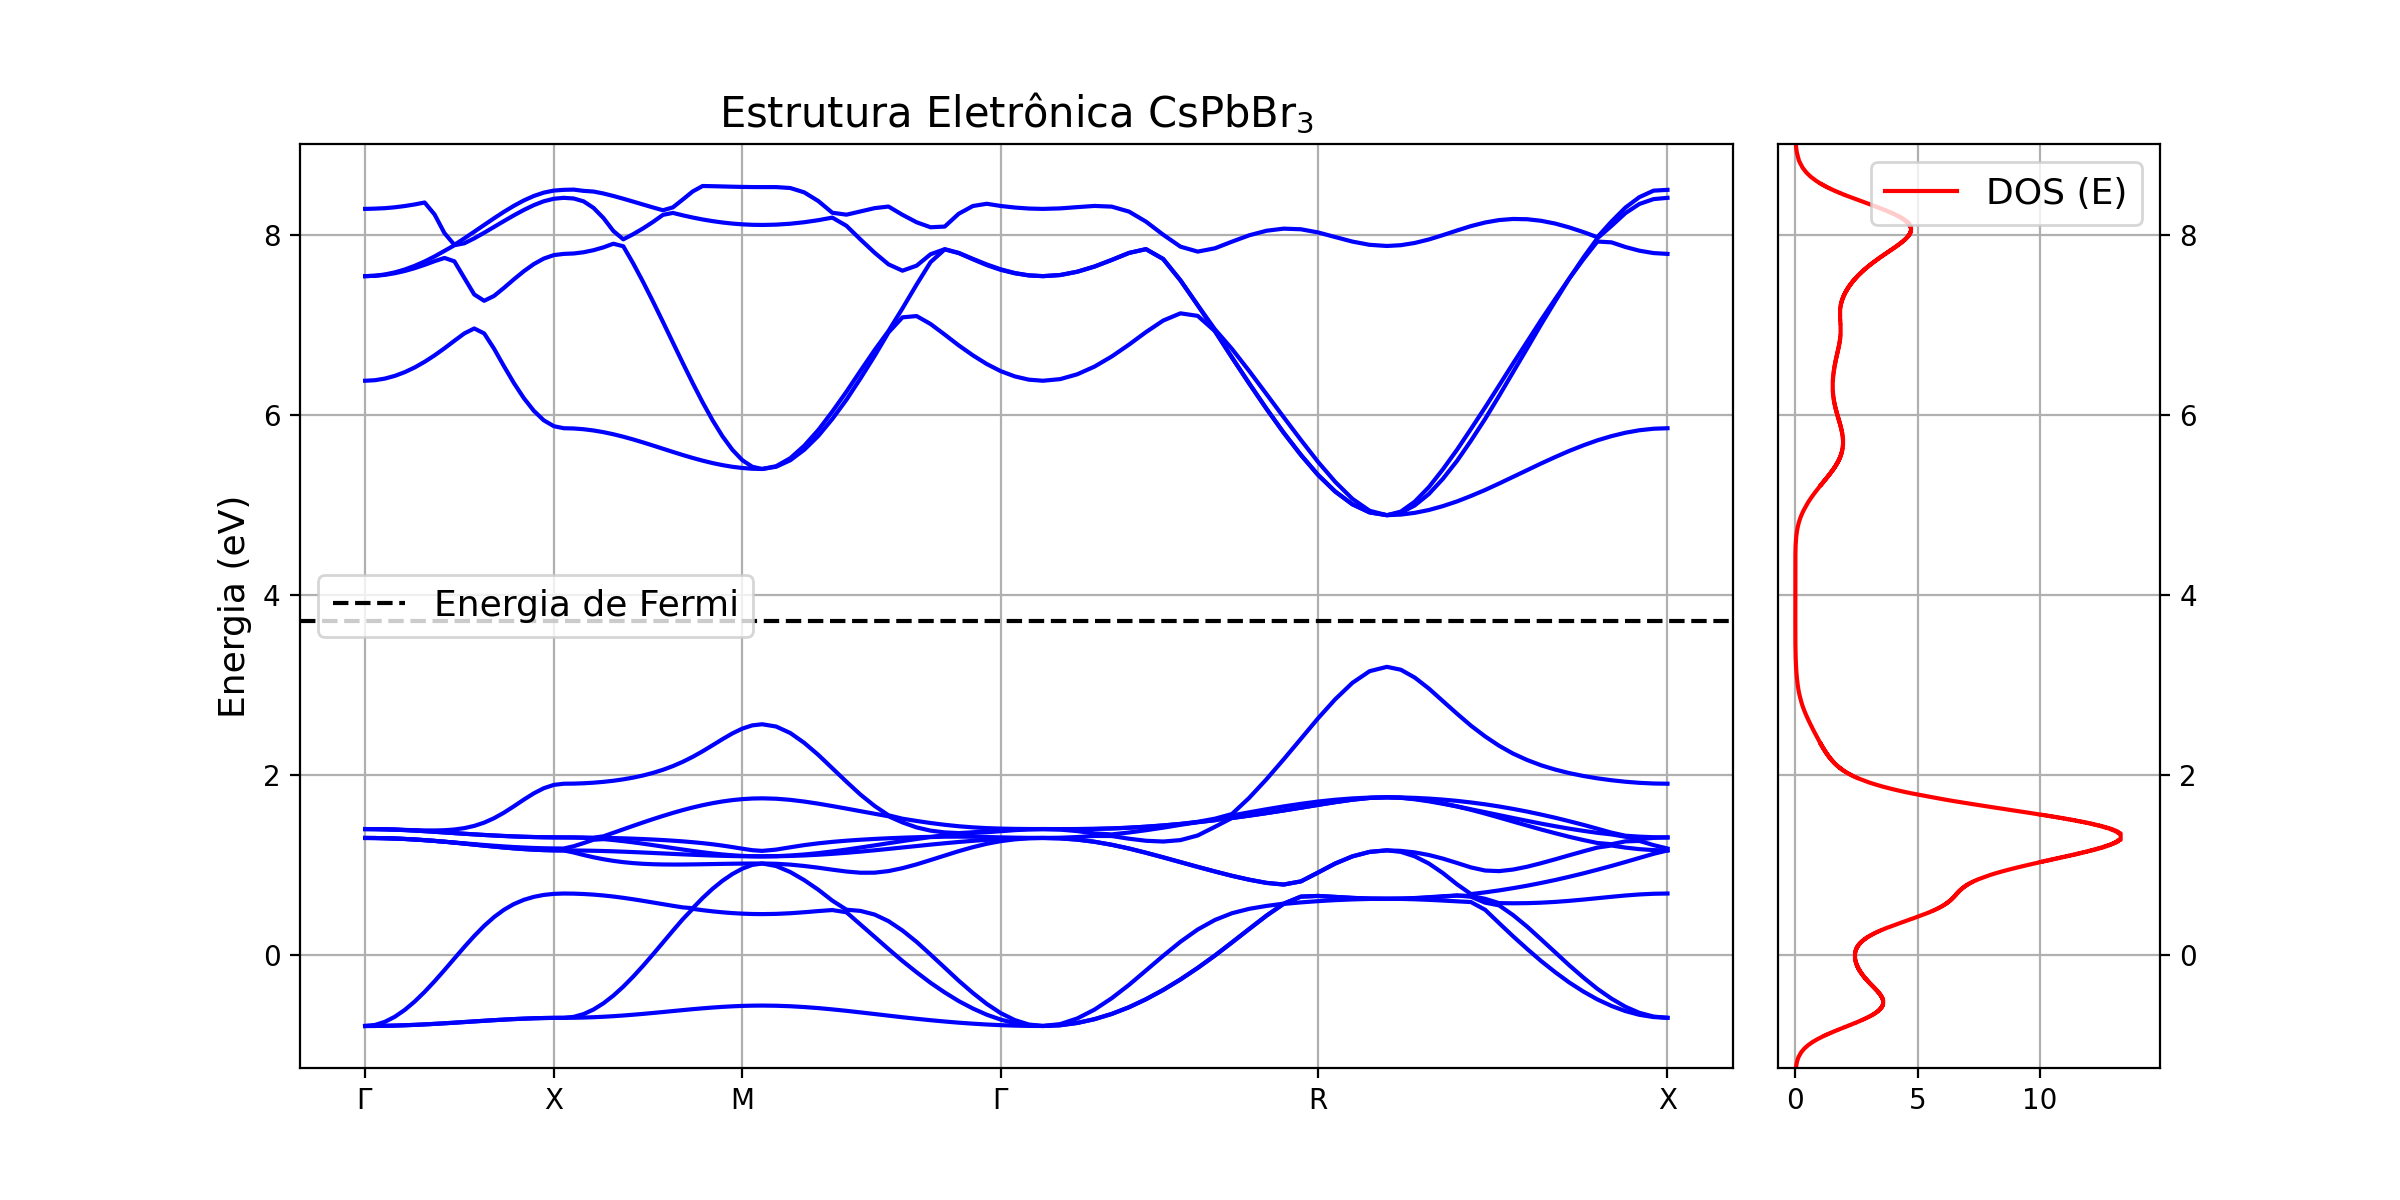 Estrutura Eletrônica CsPbBr₃
Energia (eV)
8
6
4
2
0
Energia de Fermi
Γ X M Γ R X
DOS (E)
8
6
4
2
0
0 5 10